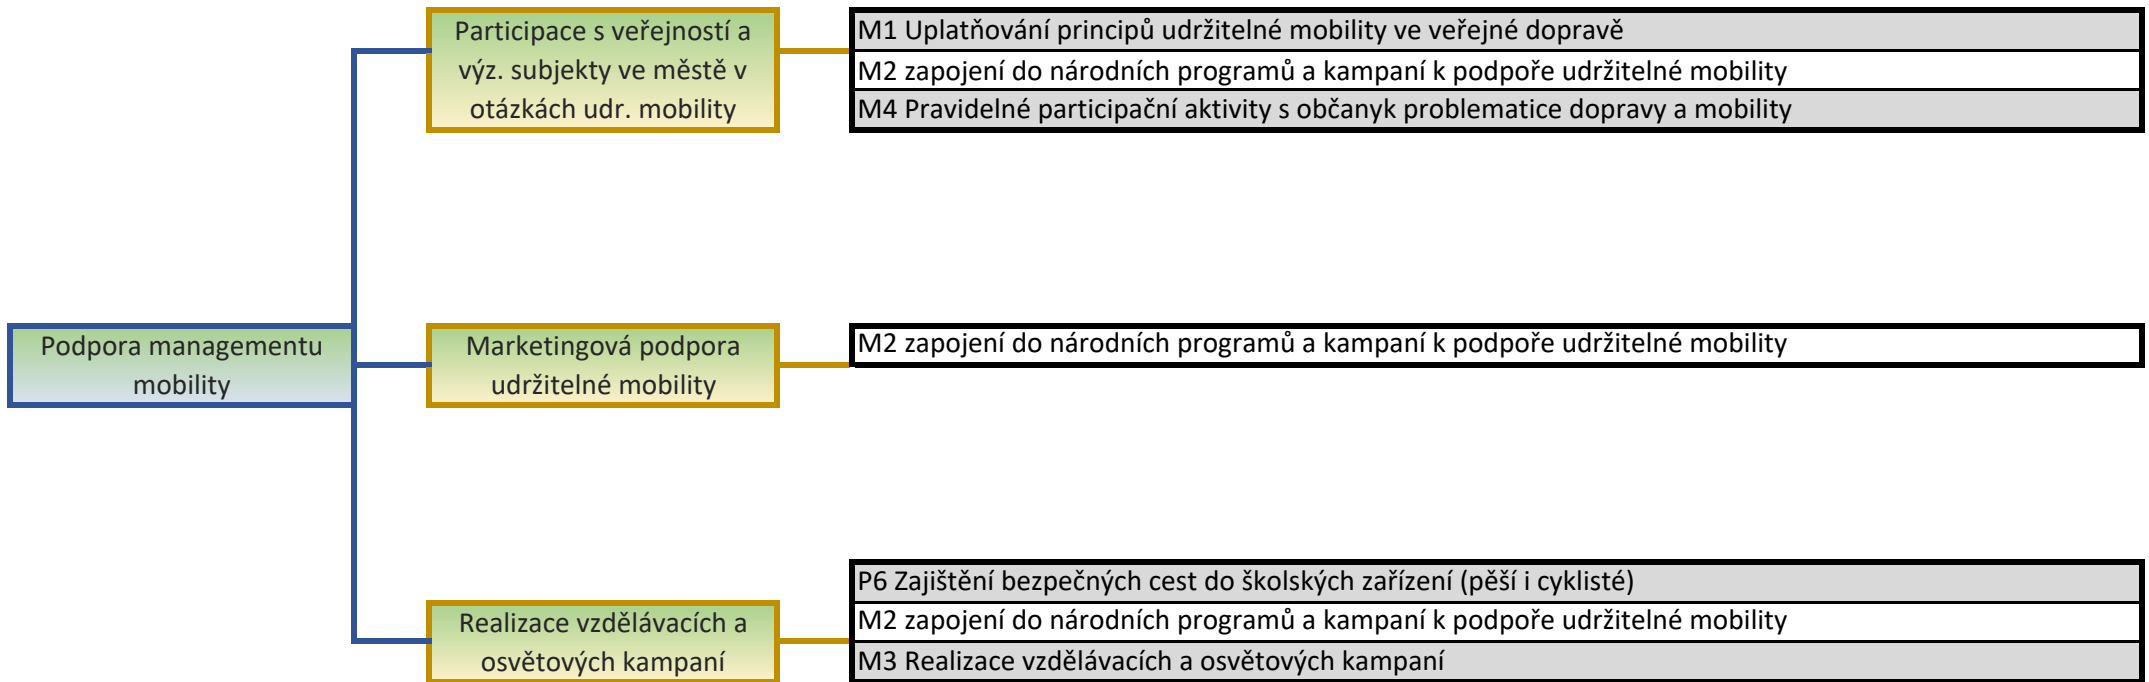 Participace s veřejností a
výz. subjekty ve městě v
otázkách udr. mobility
M1 Uplatňování principů udržitelné mobility ve veřejné dopravě
M2 zapojení do národních programů a kampaní k podpoře udržitelné mobility
M4 Pravidelné participační aktivity s občanyk problematice dopravy a mobility
Podpora managementu
mobility
Marketingová podpora
udržitelné mobility
M2 zapojení do národních programů a kampaní k podpoře udržitelné mobility
Realizace vzdělávacích a
osvětových kampaní
P6 Zajištění bezpečných cest do školských zařízení (pěší i cyklisté)
M2 zapojení do národních programů a kampaní k podpoře udržitelné mobility
M3 Realizace vzdělávacích a osvětových kampaní